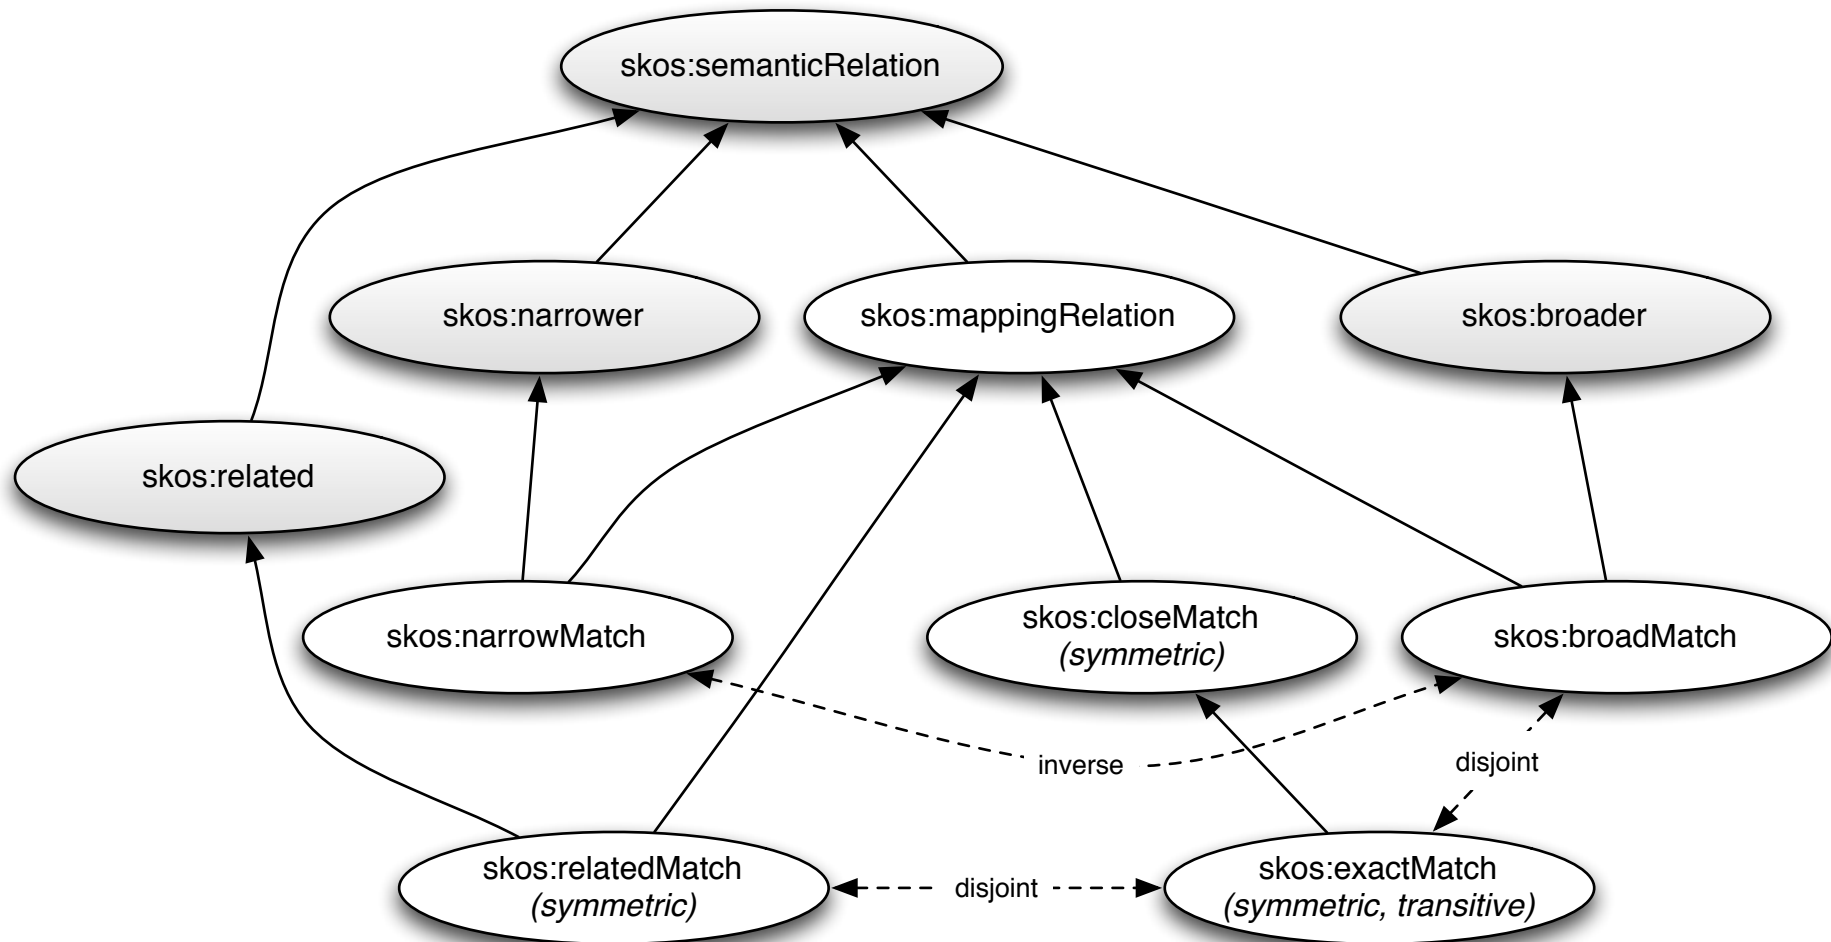 skos:semanticRelation
skos:narrower
skos:mappingRelation
skos:broader
skos:related
skos:narrowMatch
skos:closeMatch
(symmetric)
skos:broadMatch
inverse
disjoint
skos:relatedMatch
(symmetric)
disjoint
skos:exactMatch
(symmetric, transitive)